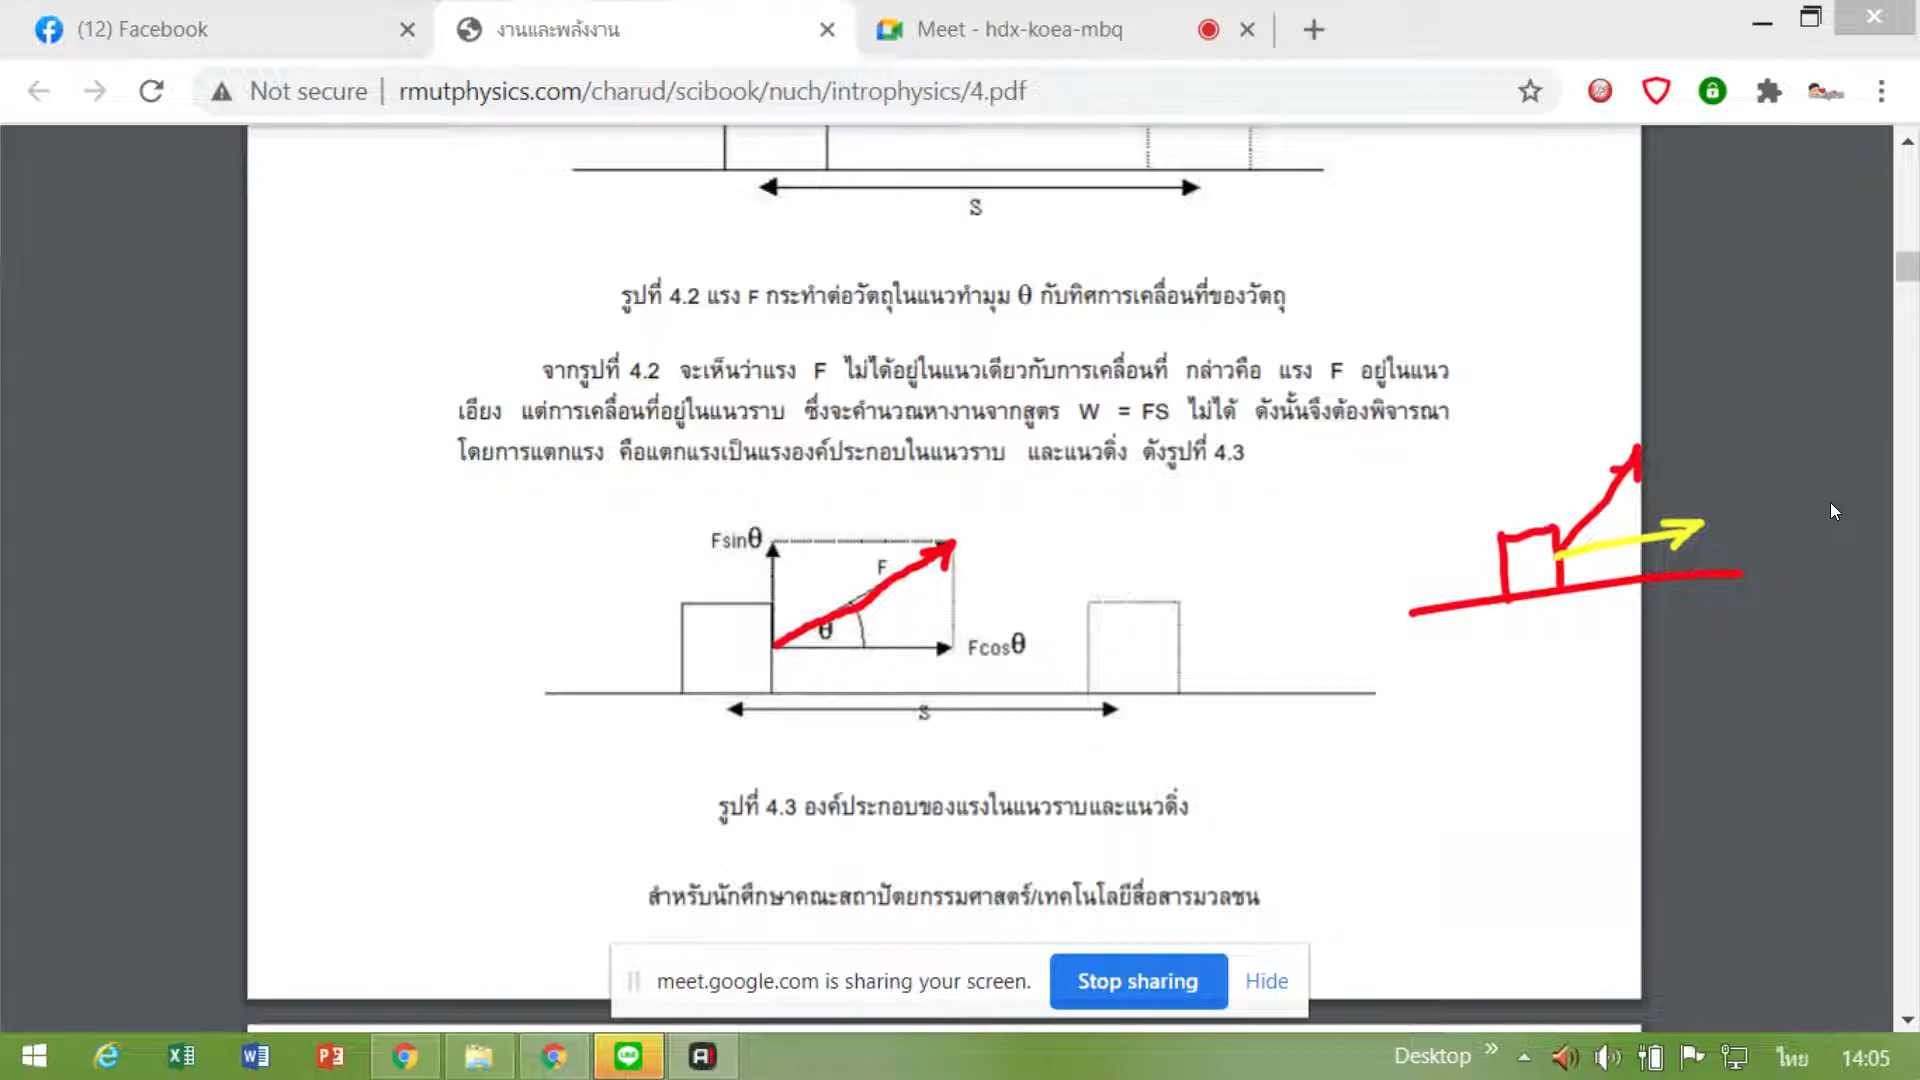 (12) Facebook
งานและพลังงาน
Meet - hdx-koea-mbq
Not secure | rmutphysics.com/charud/scibook/nuch/introphysics/4.pdf
S
รูปที่ 4.2 แรง F กระทำต่อวัตถุในแนวทำมุม θ กับทิศการเคลื่อนที่ของวัตถุ
จากรูปที่ 4.2 จะเห็นว่าแรง F ไม่ได้อยู่ในแนวเดียวกับการเคลื่อนที่ กล่าวคือ แรง F อยู่ในแนว
เอียง แต่การเคลื่อนที่อยู่ในแนวราบ ซึ่งจะคำนวณหางานจากสูตร W = FS ไม่ได้ ดังนั้นจึงต้องพิจารณา
โดยการแตกแรง คือแตกแรงเป็นแรงองค์ประกอบในแนวราบ และแนวดิ่ง ดังรูปที่ 4.3
Fsinθ
F
θ
Fcosθ
S
รูปที่ 4.3 องค์ประกอบของแรงในแนวราบและแนวดิ่ง
สำหรับนักศึกษาคณะสถาปัตยกรรมศาสตร์/เทคโนโลยีสื่อสารมวลชน
meet.google.com is sharing your screen. Stop sharing Hide
Desktop » ไทย 14:05